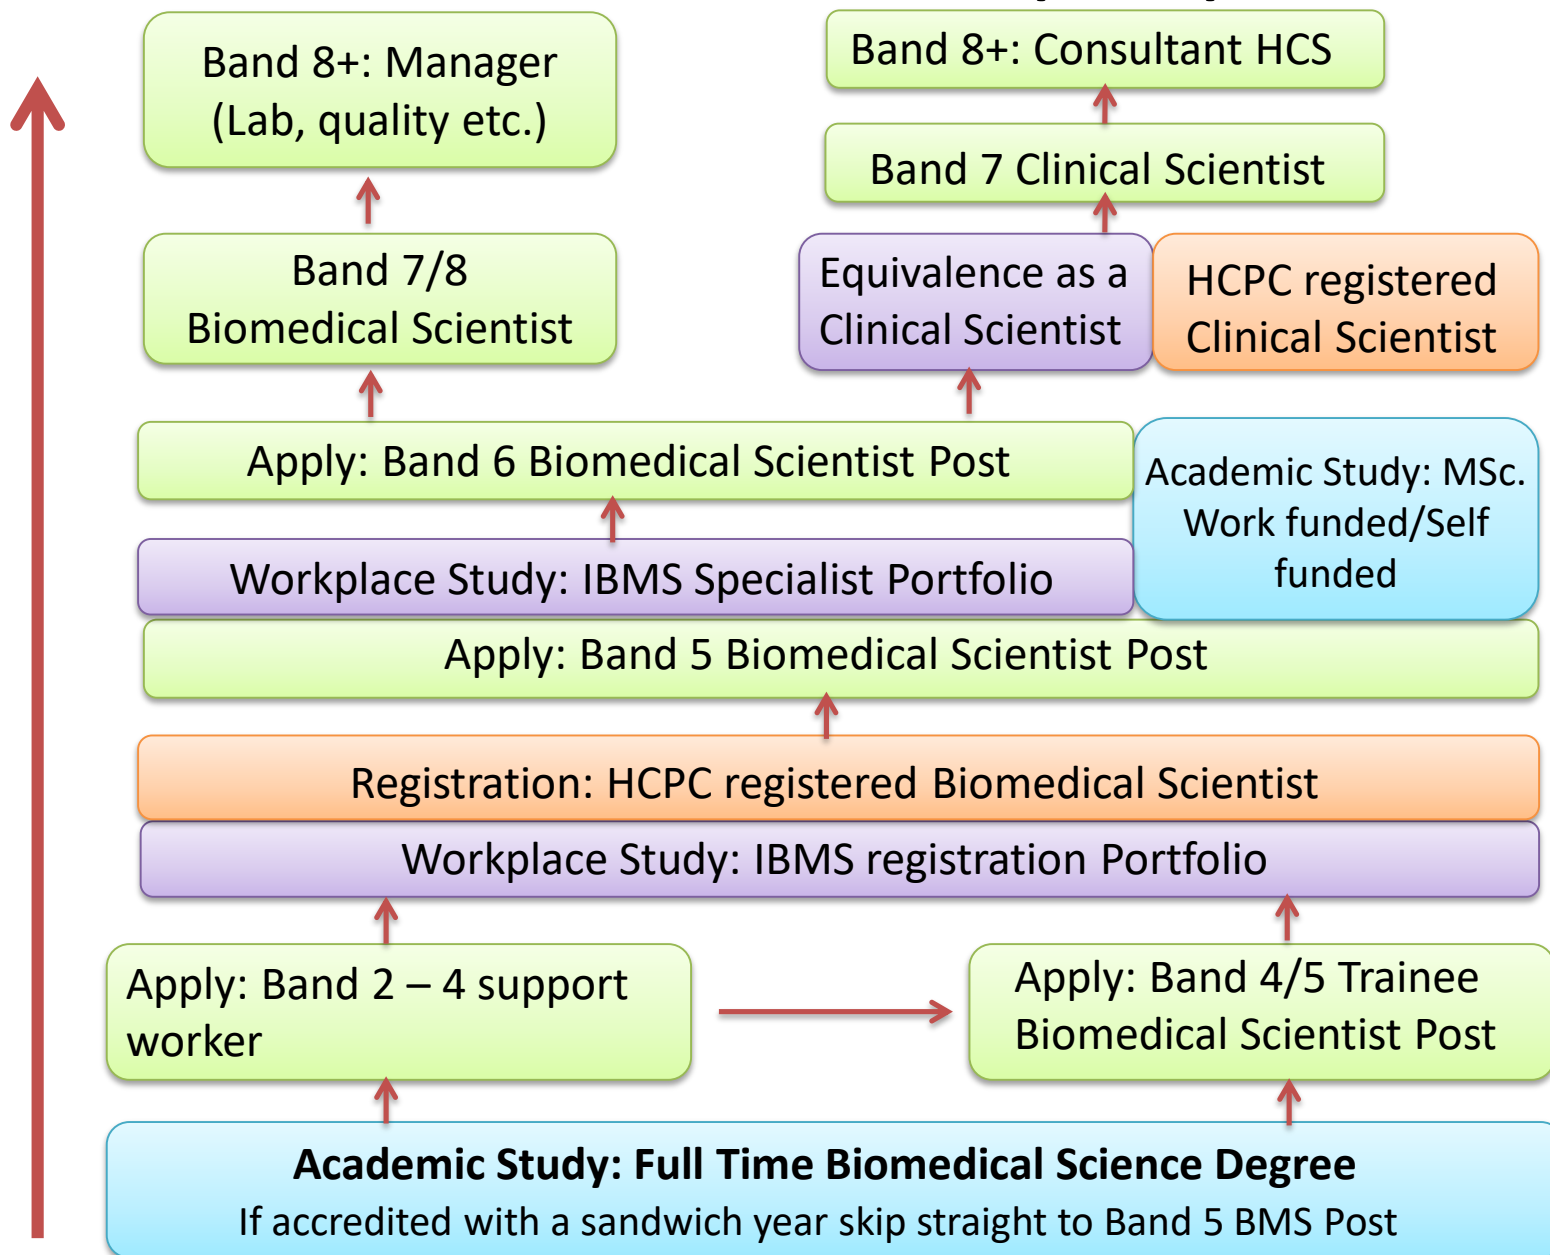 Band 8+: Manager
(Lab, quality etc.)
Band 8+: Consultant HCS
Band 7 Clinical Scientist
Band 7/8
Biomedical Scientist
Equivalence as a
Clinical Scientist
HCPC registered
Clinical Scientist
Apply: Band 6 Biomedical Scientist Post
Academic Study: MSc.
Work funded/Self
funded
Workplace Study: IBMS Specialist Portfolio
Apply: Band 5 Biomedical Scientist Post
Registration: HCPC registered Biomedical Scientist
Workplace Study: IBMS registration Portfolio
Apply: Band 2 – 4 support
worker
Apply: Band 4/5 Trainee
Biomedical Scientist Post
Academic Study: Full Time Biomedical Science Degree
If accredited with a sandwich year skip straight to Band 5 BMS Post